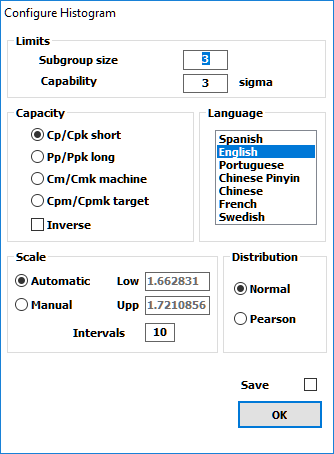 Configure Histogram
Limits
Subgroup size 3
Capability 3 sigma
Capacity
Cp/Cpk short
Pp/Ppk long
Cm/Cmk machine
Cpm/Cpmk target
Inverse
Language
Spanish
English
Portuguese
Chinese Pinyin
Chinese
French
Swedish
Scale
Automatic Low 1.662831
Manual Upp 1.7210856
Intervals 10
Distribution
Normal
Pearson
Save
OK